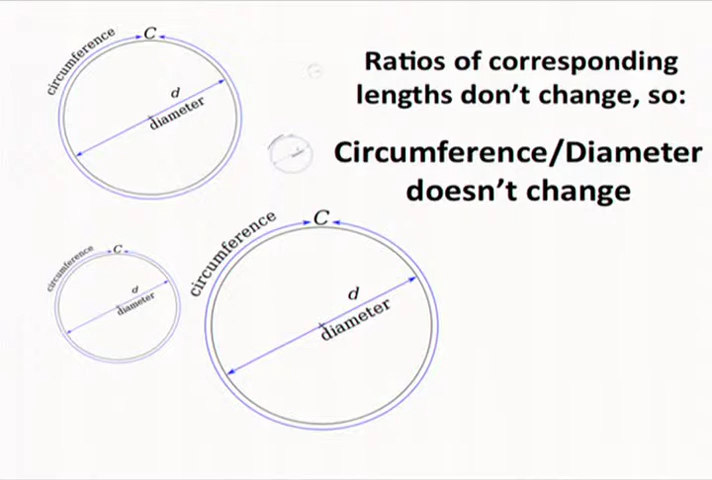 C
circumference
d
diameter
Ratios of corresponding
lengths don't change, so:
Circumference/Diameter
doesn't change
C
circumference
d
diameter
C
circumference
d
diameter